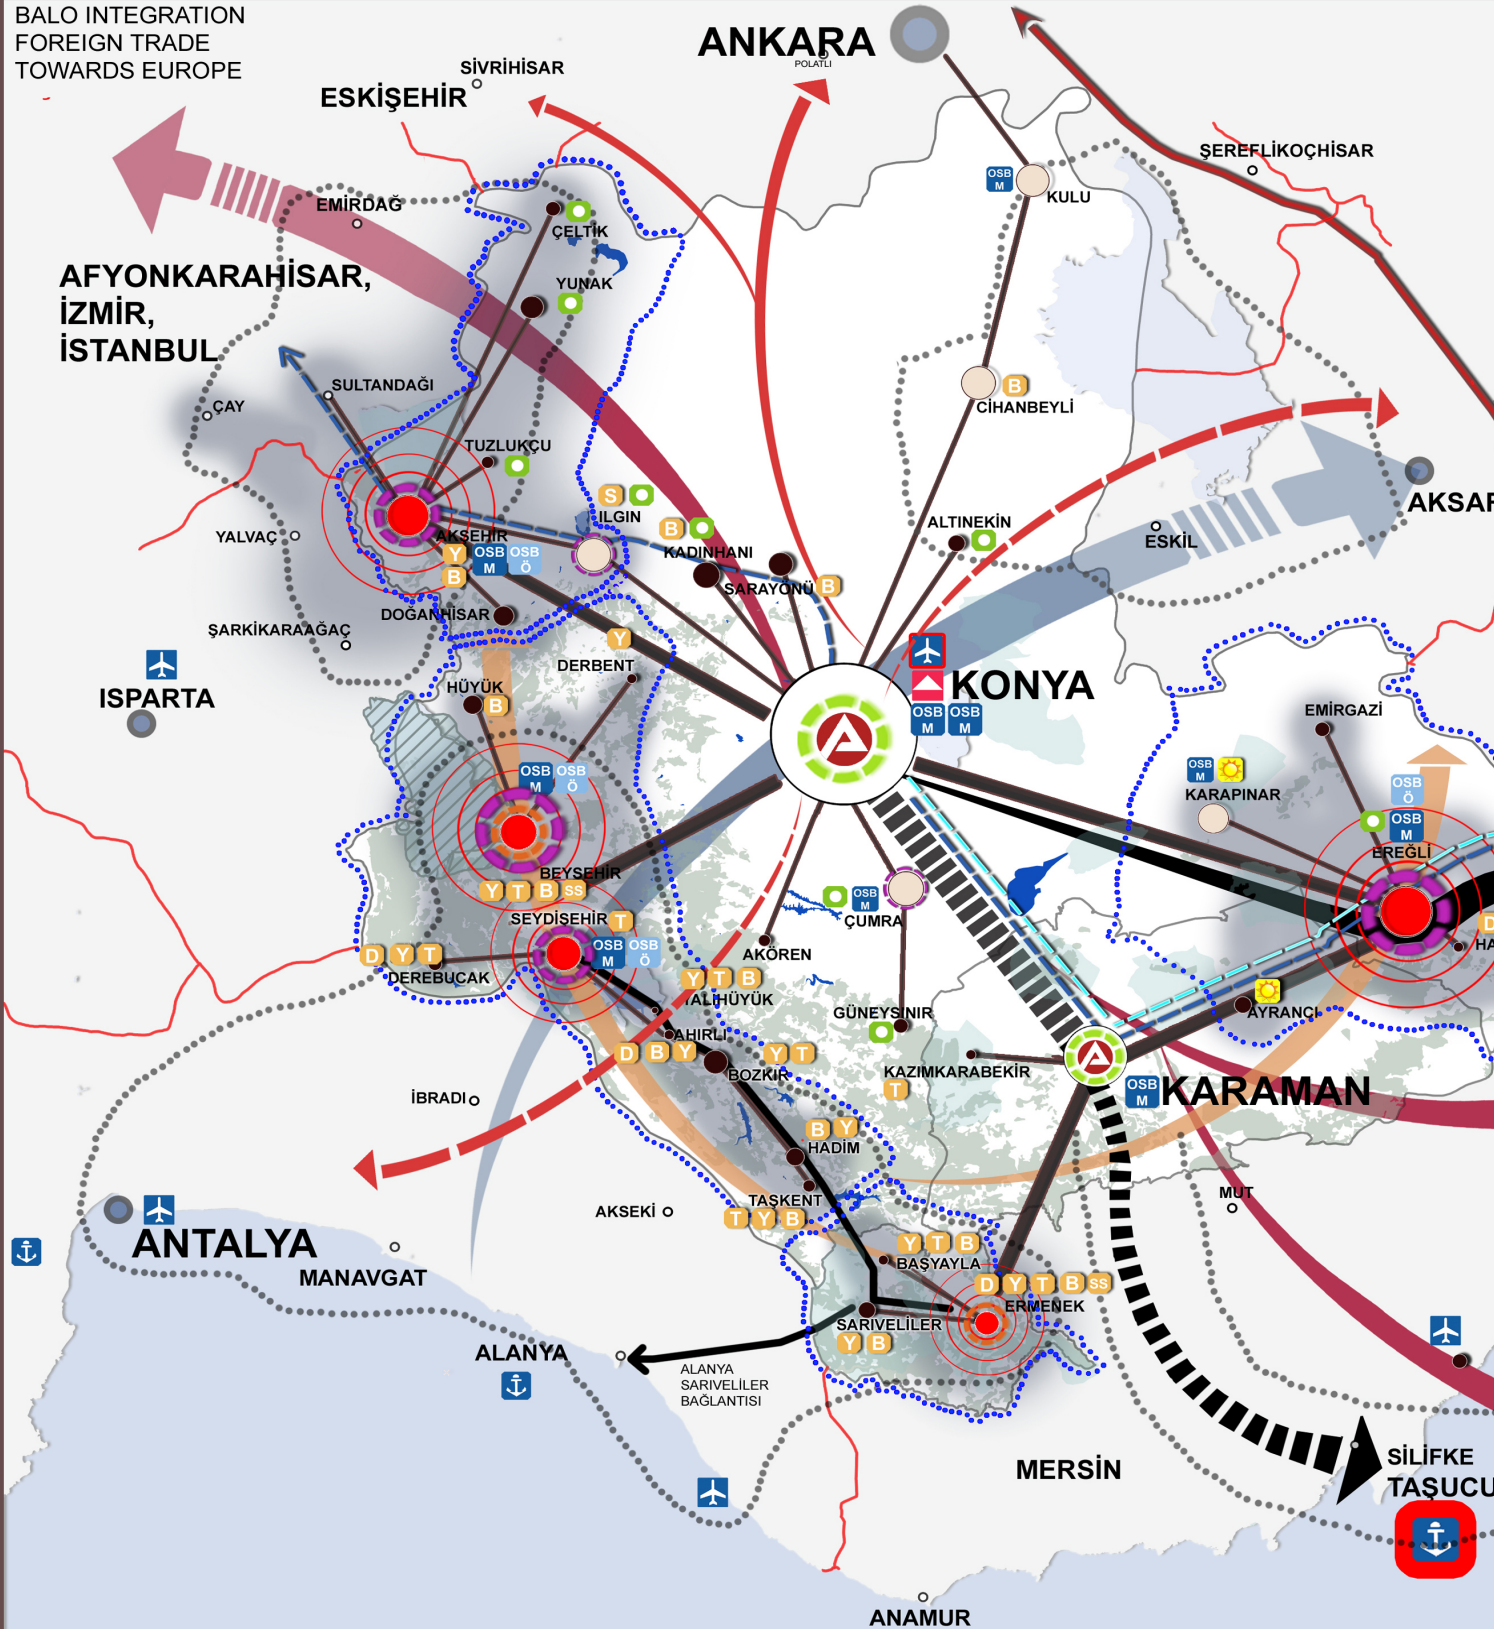 BALO INTEGRATION
FOREIGN TRADE
TOWARDS EUROPE
ANKARA
POLATLI
SİVRİHİSAR
ESKİŞEHİR
ŞEREFLİKOÇHİSAR
OSB
M
KULU
EMİRDAĞ
ÇELTİK
AFYONKARAHİSAR,
İZMİR,
İSTANBUL
YUNAK
SULTANDAĞI
ÇAY
CİHANBEYLİ
B
TUZLUKÇU
S
ILGIN
AKSAR
YALVAÇ
AKŞEHİR
Y
OSB
M
OSB
Ö
B
B
KADINHANI
SARAYÖNÜ
B
ALTINEKİN
ESKİL
DOĞANHİSAR
ŞARKİKARAAĞAÇ
Y
DERBENT
ISPARTA
HÜYÜK
B
KONYA
OSB
M
OSB
M
EMİRGAZİ
OSB
M
KARAPINAR
OSB
Ö
OSB
M
EREĞLİ
OSB
M
OSB
Ö
BEYŞEHİR
Y T B SS
SEYDİŞEHİR
T
OSB
M
OSB
Ö
OSB
M
ÇUMRA
D
HA
D Y T
DEREBUCAK
AKÖREN
Y T B
YALIHÜYÜK
GÜNEYSINIR
AYRANCI
AHIRLI
D B Y
BOZKIR
Y T
KAZIMKARABEKİR
T
OSB
M
KARAMAN
İBRADI
B Y
HADİM
AKSEKİ
TAŞKENT
T Y B
MUT
ANTALYA
MANAVGAT
Y T B
BAŞYAYLA
D Y T B SS
ERMENEK
SARIVELİLER
Y B
ALANYA
ALANYA
SARIVELİLER
BAĞLANTISI
MERSİN
SİLİFKE
TAŞUCU
ANAMUR